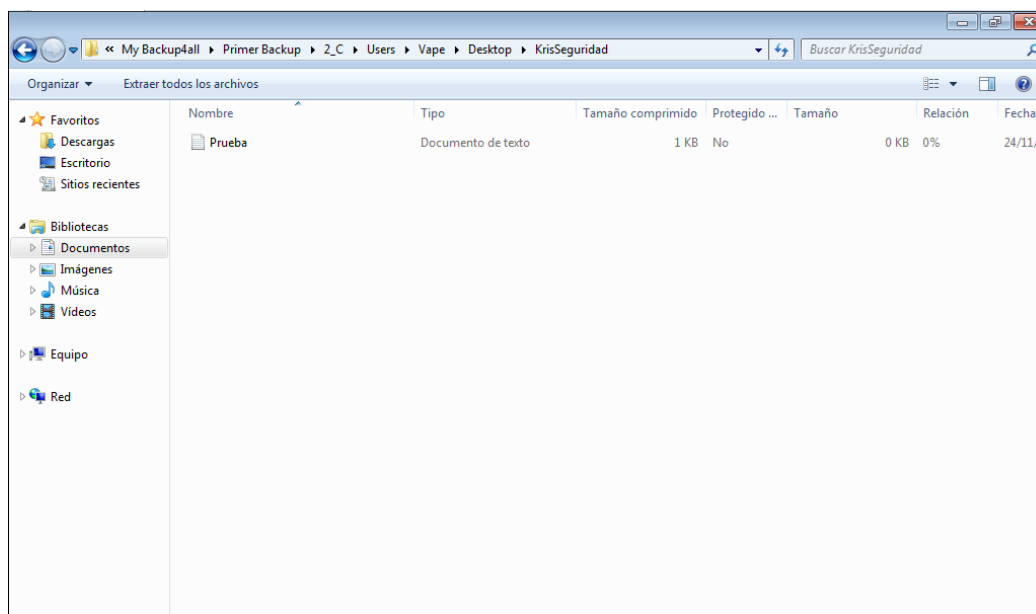 « My Backup4all ▸ Primer Backup ▸ 2_C ▸ Users ▸ Vape ▸ Desktop ▸ KrisSeguridad
Buscar KrisSeguridad
Organizar Extraer todos los archivos
Nombre Tipo Tamaño comprimido Protegido ... Tamaño Relación Fecha
Prueba Documento de texto 1 KB No 0 KB 0% 24/11/
Favoritos
Descargas
Escritorio
Sitios recientes
Bibliotecas
Documentos
Imágenes
Música
Vídeos
Equipo
Red